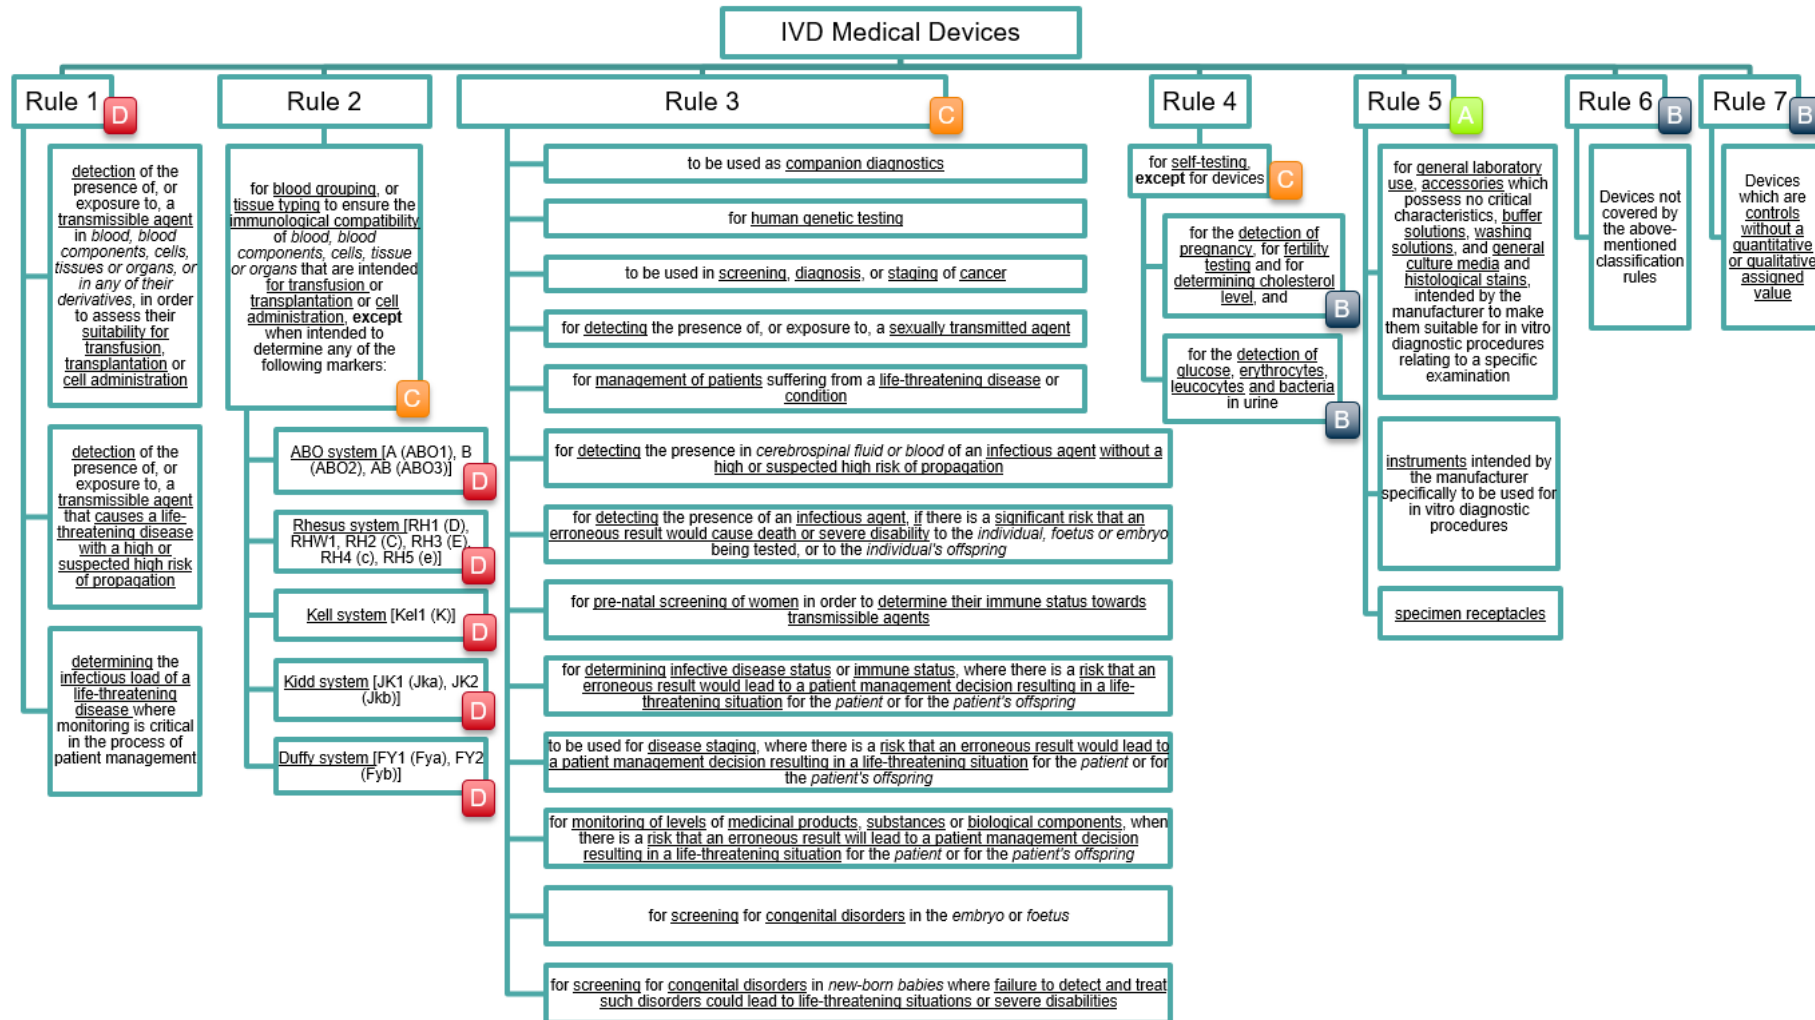 IVD Medical Devices
Rule 1
D
detection of the
presence of, or
exposure to, a
transmissible agent
in blood, blood
components, cells,
tissues or organs, or
in any of their
derivatives, in order
to assess their
suitability for
transfusion,
transplantation or
cell administration
detection of the
presence of, or
exposure to, a
transmissible agent
that causes a life-
threatening disease
with a high or
suspected high risk
of propagation
determining the
infectious load of a
life-threatening
disease where
monitoring is critical
in the process of
patient management
Rule 2
for blood grouping, or
tissue typing to ensure the
immunological compatibility
of blood, blood
components, cells, tissue
or organs that are intended
for transfusion or
transplantation or cell
administration, except
when intended to
determine any of the
following markers:
C
ABO system [A (ABO1), B
(ABO2), AB (ABO3)]
D
Rhesus system [RH1 (D),
RHW1, RH2 (C), RH3 (E),
RH4 (c), RH5 (e)]
D
Kell system [Kel1 (K)]
D
Kidd system [JK1 (Jka), JK2
(Jkb)]
D
Duffy system [FY1 (Fya), FY2
(Fyb)]
D
Rule 3
C
to be used as companion diagnostics
for human genetic testing
to be used in screening, diagnosis, or staging of cancer
for detecting the presence of, or exposure to, a sexually transmitted agent
for management of patients suffering from a life-threatening disease or
condition
for detecting the presence in cerebrospinal fluid or blood of an infectious agent without a
high or suspected high risk of propagation
for detecting the presence of an infectious agent, if there is a significant risk that an
erroneous result would cause death or severe disability to the individual, foetus or embryo
being tested, or to the individual's offspring
for pre-natal screening of women in order to determine their immune status towards
transmissible agents
for determining infective disease status or immune status, where there is a risk that an
erroneous result would lead to a patient management decision resulting in a life-
threatening situation for the patient or for the patient's offspring
to be used for disease staging, where there is a risk that an erroneous result would lead to
a patient management decision resulting in a life-threatening situation for the patient or for
the patient's offspring
for monitoring of levels of medicinal products, substances or biological components, when
there is a risk that an erroneous result will lead to a patient management decision
resulting in a life-threatening situation for the patient or for the patient's offspring
for screening for congenital disorders in the embryo or foetus
for screening for congenital disorders in new-born babies where failure to detect and treat
such disorders could lead to life-threatening situations or severe disabilities
Rule 4
for self-testing,
except for devices
C
for the detection of
pregnancy, for fertility
testing and for
determining cholesterol
level, and
B
for the detection of
glucose, erythrocytes,
leucocytes and bacteria
in urine
B
Rule 5
A
for general laboratory
use, accessories which
possess no critical
characteristics, buffer
solutions, washing
solutions, and general
culture media and
histological stains,
intended by the
manufacturer to make
them suitable for in vitro
diagnostic procedures
relating to a specific
examination
instruments intended by
the manufacturer
specifically to be used for
in vitro diagnostic
procedures
specimen receptacles
Rule 6
B
Devices not
covered by
the above-
mentioned
classification
rules
Rule 7
B
Devices
which are
controls
without a
quantitative
or qualitative
assigned
value